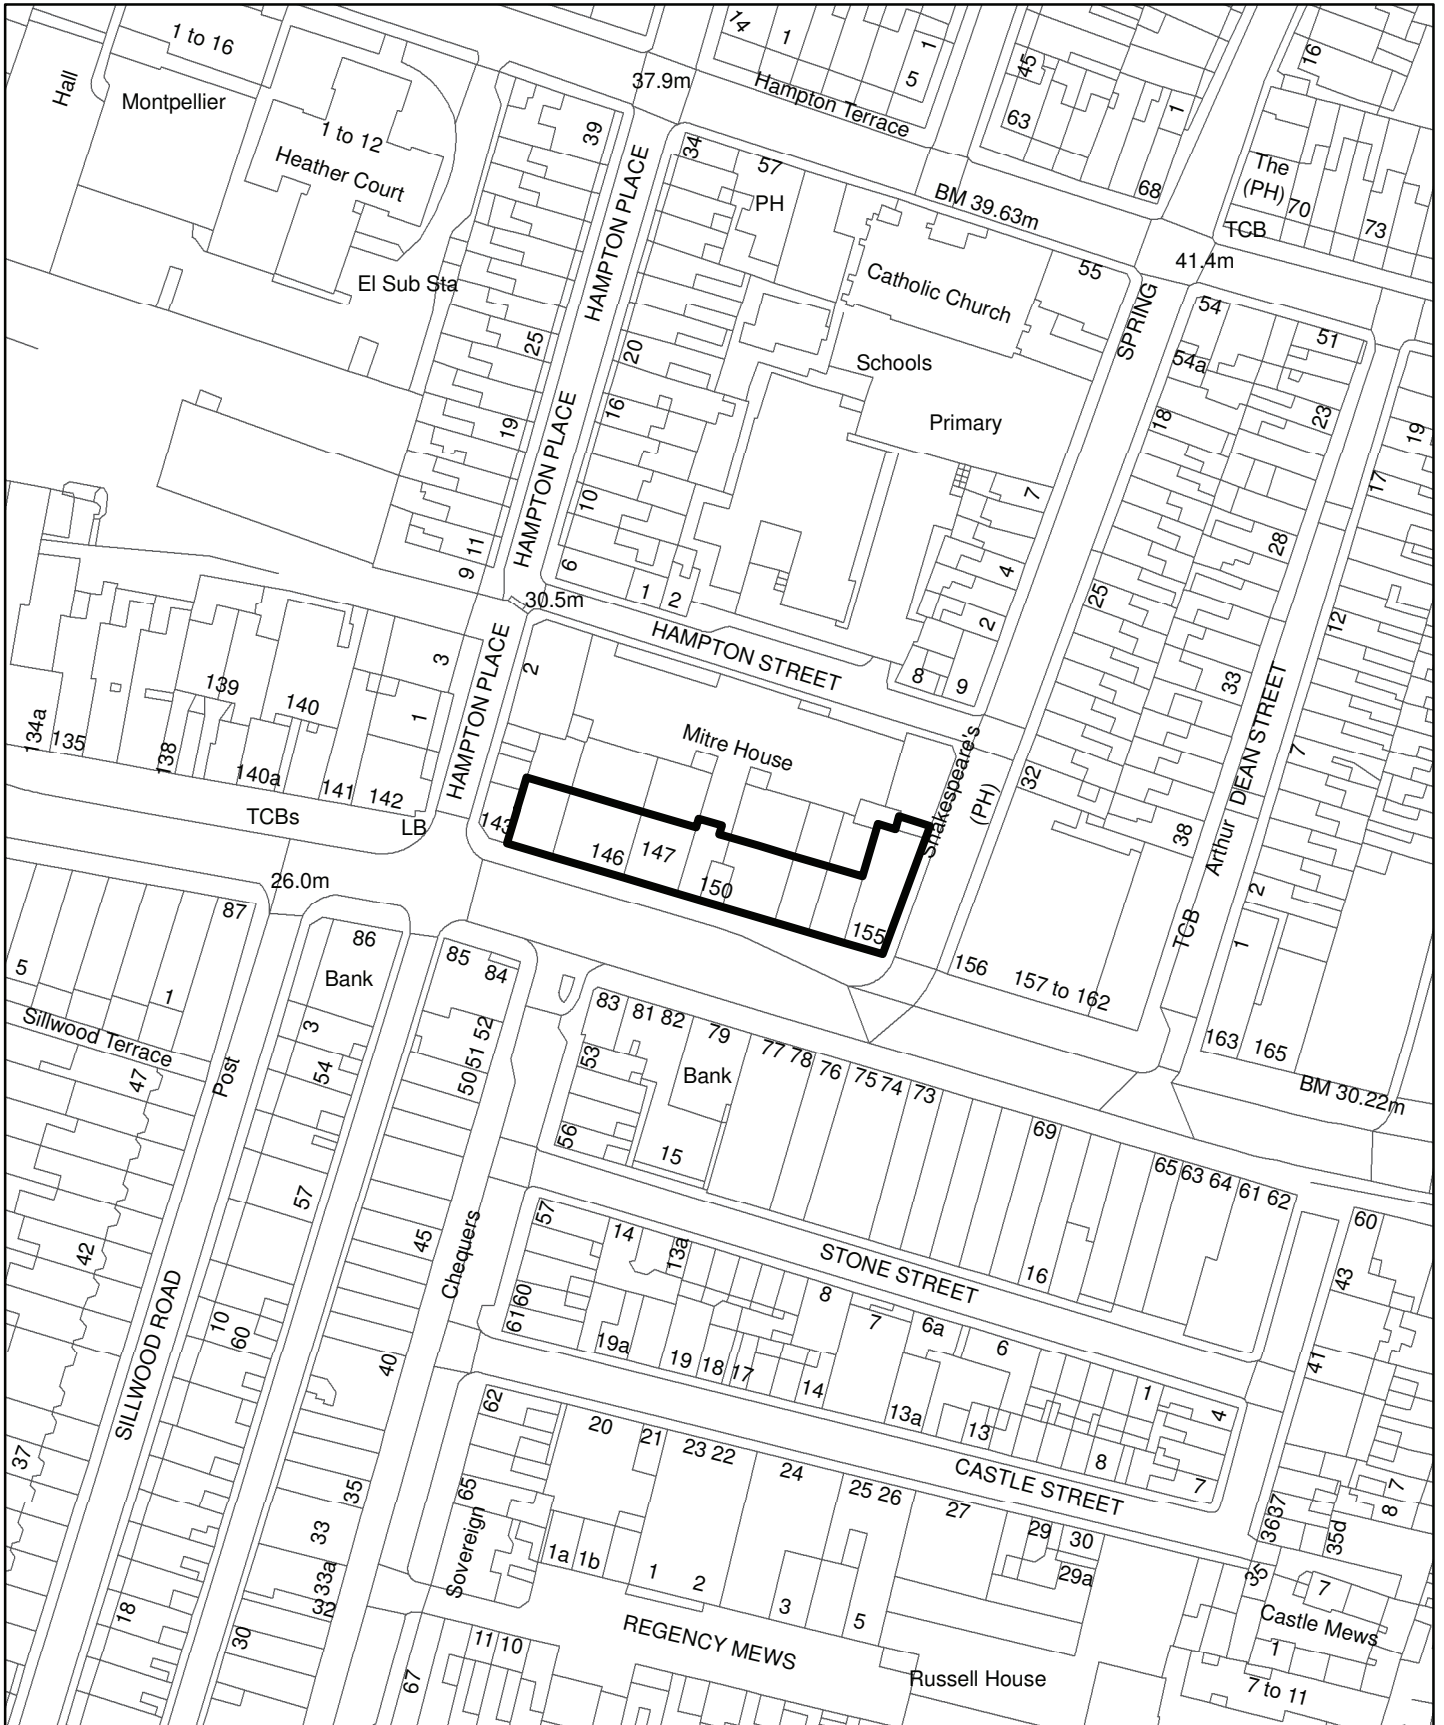 1 to 16
14
1
1
5
45
16
Hall
Montpellier
37.9m
Hampton Terrace
63
1
68
1 to 12
Heather Court
39
HAMPTON PLACE
34
57
PH
BM 39.63m
The
(PH)
70
73
TCB
41.4m
El Sub Sta
Catholic Church
55
SPRING
54
51
54a
25
20
Schools
Primary
16
19
HAMPTON PLACE
18
23
19
17
10
7
11
9
6
1
2
4
28
30.5m
25
12
2
HAMPTON STREET
8
9
HAMPTON PLACE
3
2
139
140
1
33
DEAN STREET
134a
135
138
140a
141
142
Mitre House
Shakespeare's
(PH)
32
7
TCBs
LB
143
146
147
150
155
38
Arthur
2
26.0m
87
86
Bank
85
84
TCB
1
156
157 to 162
5
1
Sillwood Terrace
3
54
50 51 52
83
81 82
79
53
Bank
77 78
76
75 74
73
163
165
BM 30.22m
47
Post
56
15
69
65 63 64
61 62
57
42
45
Chequers
57
14
13a
STONE STREET
16
60
43
SILLWOOD ROAD
10
60
61 60
19a
19
18
17
14
8
7
6a
6
41
40
13a
13
1
4
62
20
21
23 22
24
25 26
27
CASTLE STREET
8
7
37
35
65
33
Sovereign
1a
1b
1
2
3
5
29
30
29a
36 37
35d
8
7
35
7
Castle Mews
18
33a
32
30
11 10
67
REGENCY MEWS
Russell House
1
7 to 11